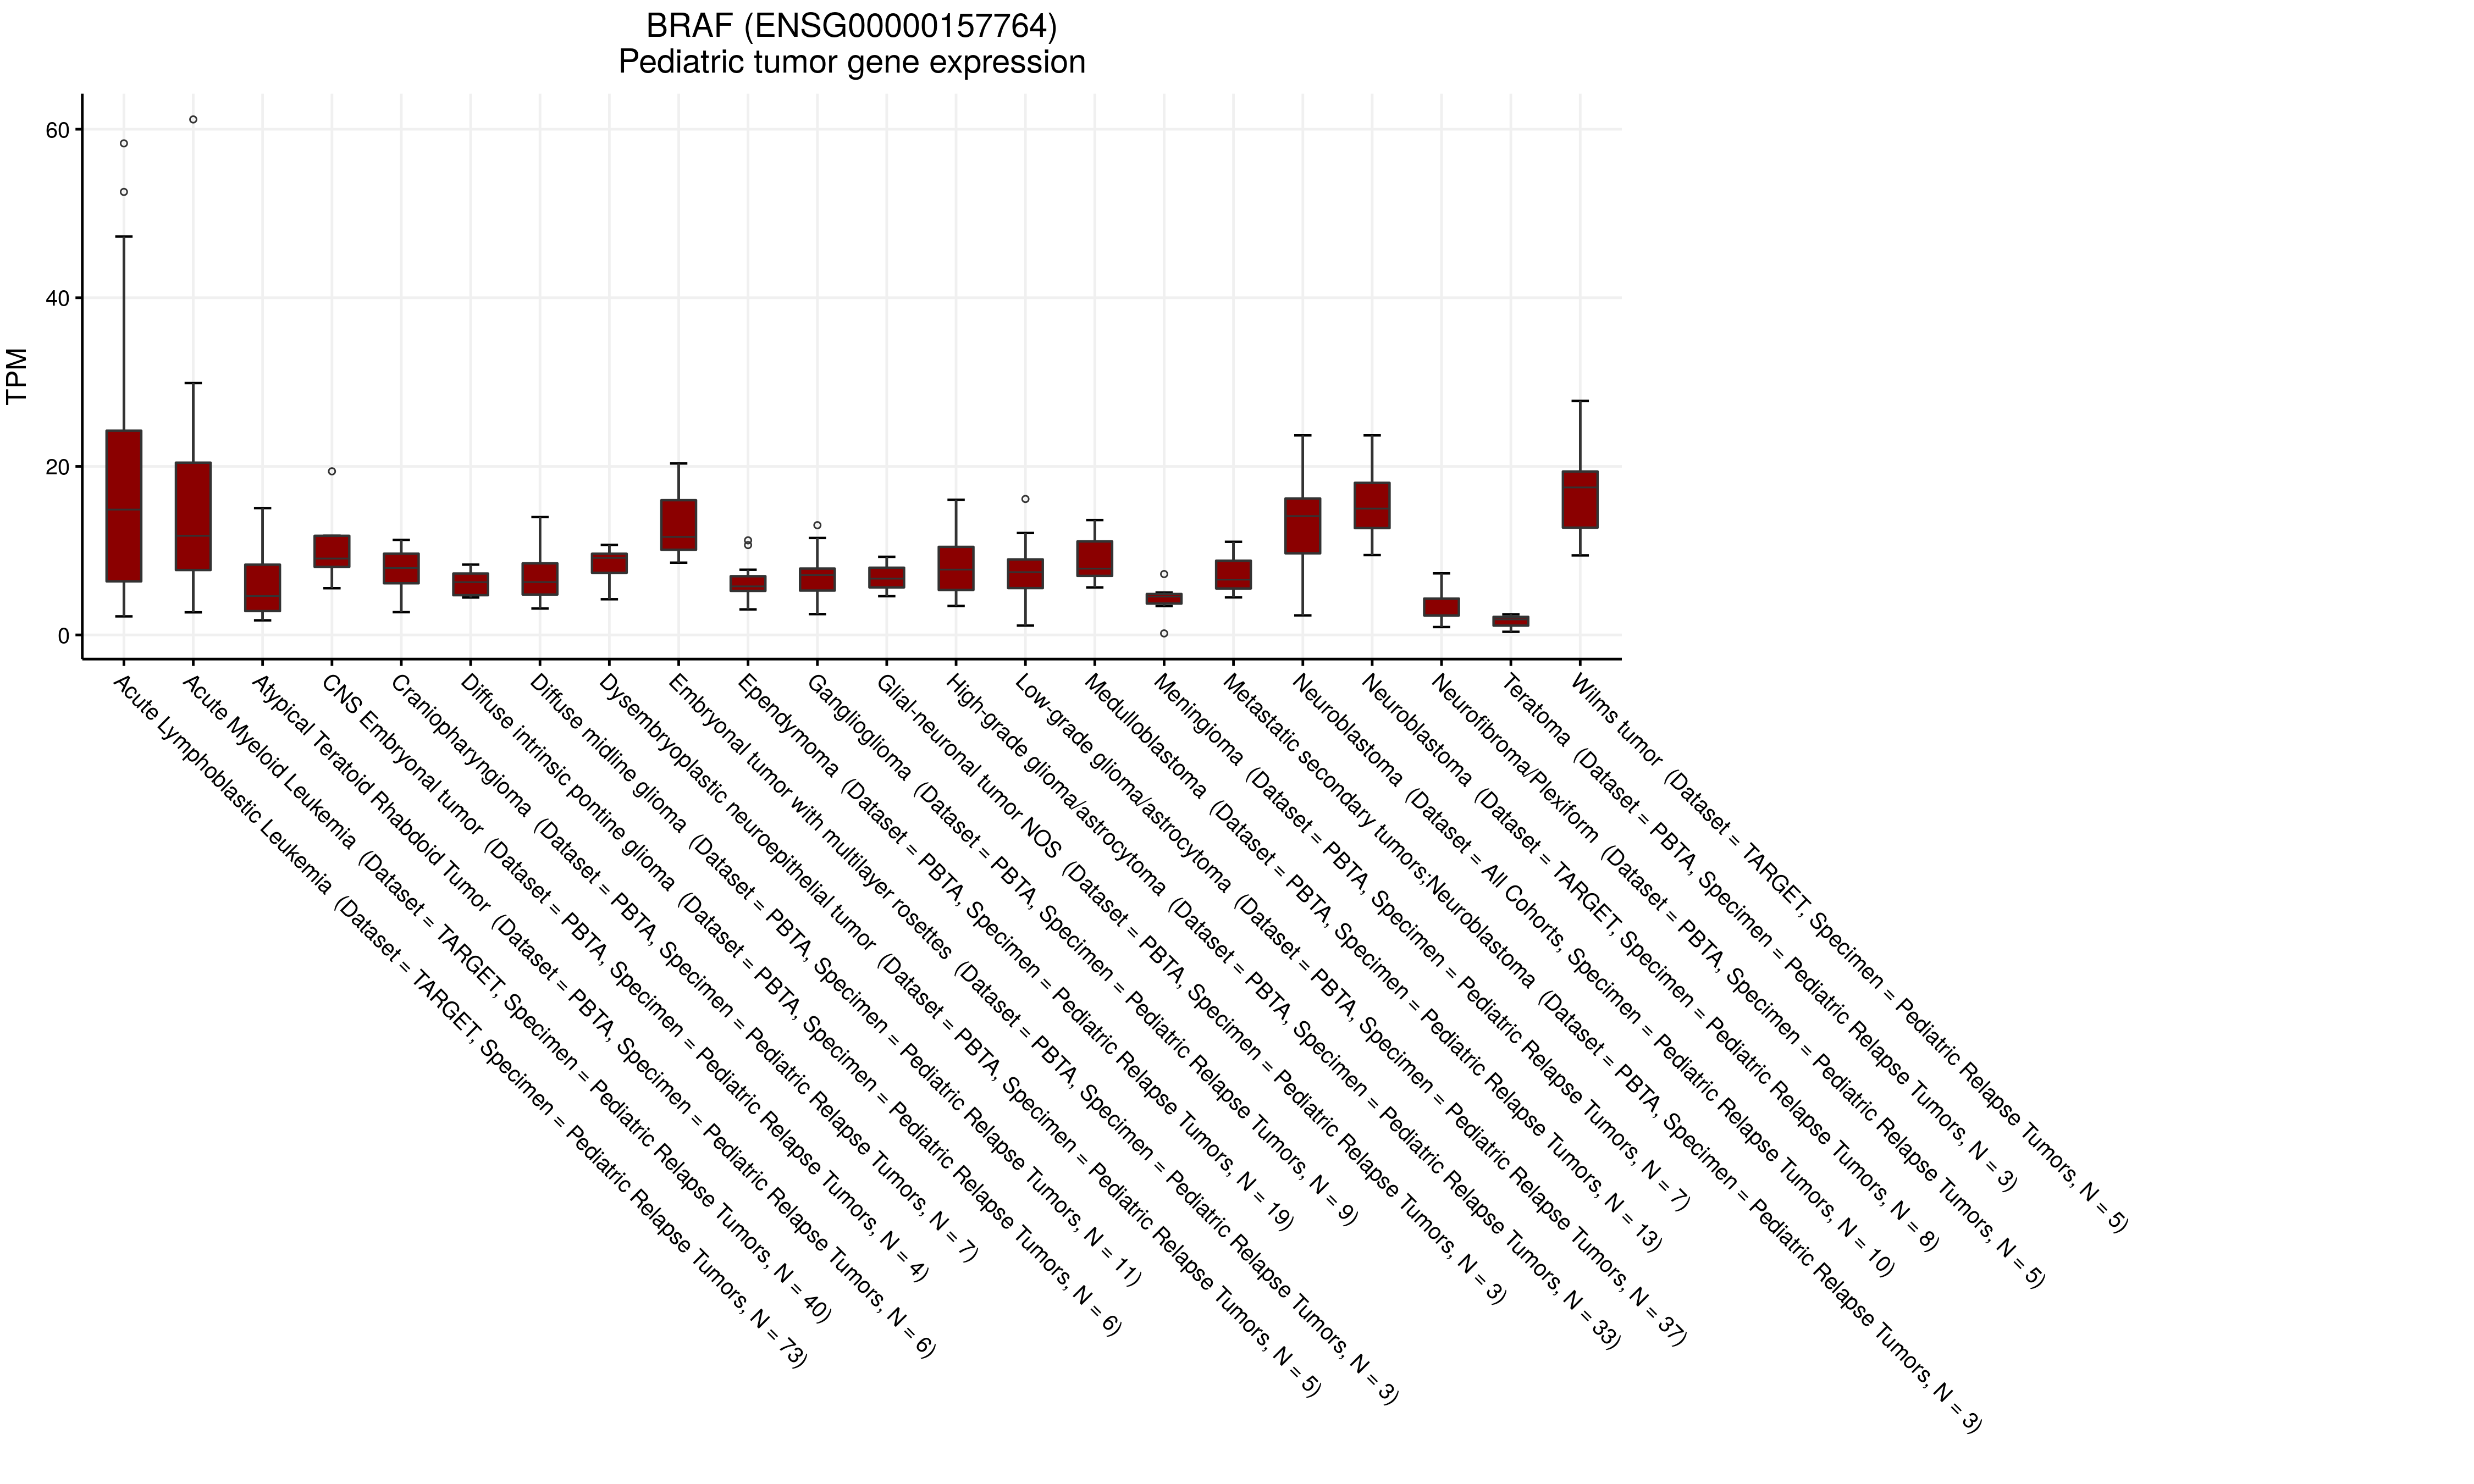 BRAF (ENSG00000157764)
Pediatric tumor gene expression
TPM
60
40
20
0
Acute Lymphoblastic Leukemia (Dataset = TARGET, Specimen = Pediatric Relapse Tumors, N = 73)
Acute Myeloid Leukemia (Dataset = TARGET, Specimen = Pediatric Relapse Tumors, N = 40)
Atypical Teratoid Rhabdoid Tumor (Dataset = PBTA, Specimen = Pediatric Relapse Tumors, N = 6)
CNS Embryonal tumor (Dataset = PBTA, Specimen = Pediatric Relapse Tumors, N = 4)
Craniopharyngioma (Dataset = PBTA, Specimen = Pediatric Relapse Tumors, N = 7)
Diffuse intrinsic pontine glioma (Dataset = PBTA, Specimen = Pediatric Relapse Tumors, N = 6)
Diffuse midline glioma (Dataset = PBTA, Specimen = Pediatric Relapse Tumors, N = 11)
Dysembryoplastic neuroepithelial tumor (Dataset = PBTA, Specimen = Pediatric Relapse Tumors, N = 5)
Embryonal tumor with multilayer rosettes (Dataset = PBTA, Specimen = Pediatric Relapse Tumors, N = 3)
Ependymoma (Dataset = PBTA, Specimen = Pediatric Relapse Tumors, N = 19)
Ganglioglioma (Dataset = PBTA, Specimen = Pediatric Relapse Tumors, N = 9)
Glial-neuronal tumor NOS (Dataset = PBTA, Specimen = Pediatric Relapse Tumors, N = 3)
High-grade glioma/astrocytoma (Dataset = PBTA, Specimen = Pediatric Relapse Tumors, N = 33)
Low-grade glioma/astrocytoma (Dataset = PBTA, Specimen = Pediatric Relapse Tumors, N = 37)
Medulloblastoma (Dataset = PBTA, Specimen = Pediatric Relapse Tumors, N = 13)
Meningioma (Dataset = PBTA, Specimen = Pediatric Relapse Tumors, N = 7)
Metastatic secondary tumors;Neuroblastoma (Dataset = PBTA, Specimen = Pediatric Relapse Tumors, N = 3)
Neuroblastoma (Dataset = All Cohorts, Specimen = Pediatric Relapse Tumors, N = 10)
Neuroblastoma (Dataset = TARGET, Specimen = Pediatric Relapse Tumors, N = 8)
Neurofibroma/Plexiform (Dataset = PBTA, Specimen = Pediatric Relapse Tumors, N = 5)
Teratoma (Dataset = PBTA, Specimen = Pediatric Relapse Tumors, N = 3)
Wilms tumor (Dataset = TARGET, Specimen = Pediatric Relapse Tumors, N = 5)